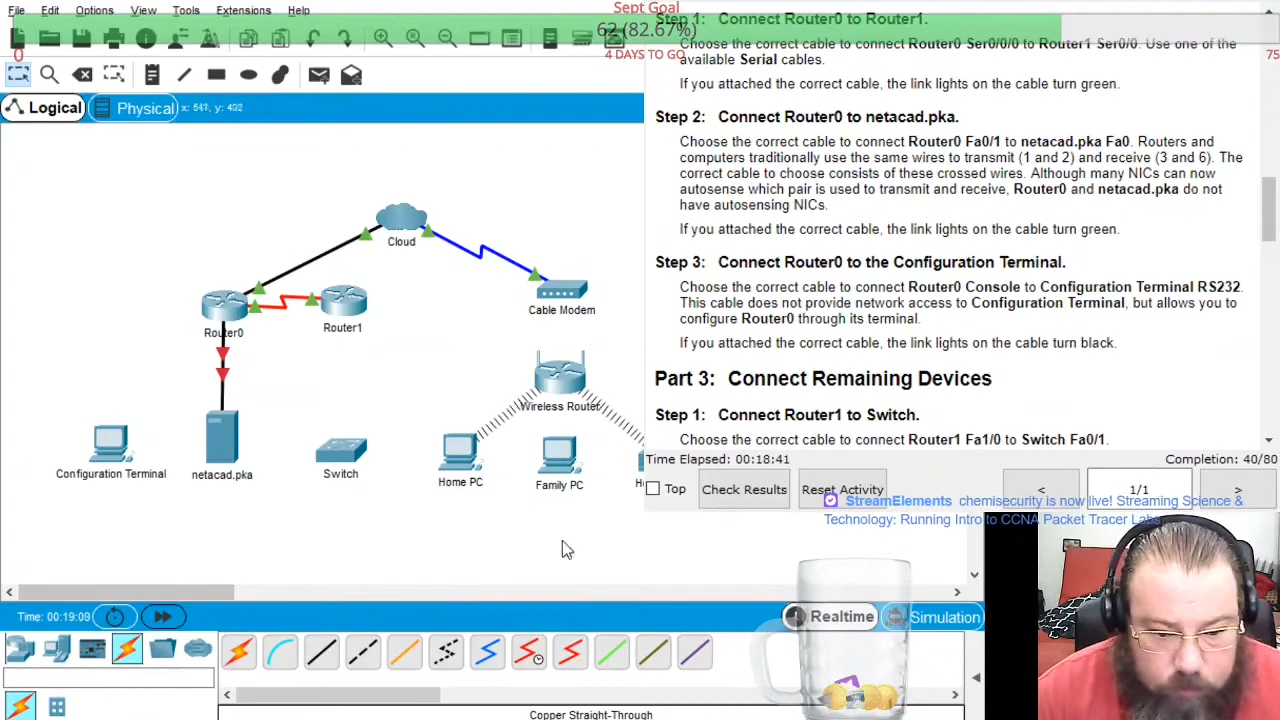 File Edit Options View Tools Extensions Help
Sept Goal
62 (82.67%)
0
4 DAYS TO GO
75
Logical
Physical
x: 547, y: 402
Step 1: Connect Router0 to Router1.
Choose the correct cable to connect Router0 Ser0/0/0 to Router1 Ser0/0. Use one of the
available Serial cables.
If you attached the correct cable, the link lights on the cable turn green.
Step 2: Connect Router0 to netacad.pka.
Choose the correct cable to connect Router0 Fa0/1 to netacad.pka Fa0. Routers and
computers traditionally use the same wires to transmit (1 and 2) and receive (3 and 6). The
correct cable to choose consists of these crossed wires. Although many NICs can now
autosense which pair is used to transmit and receive, Router0 and netacad.pka do not
have autosensing NICs.
If you attached the correct cable, the link lights on the cable turn green.
Step 3: Connect Router0 to the Configuration Terminal.
Choose the correct cable to connect Router0 Console to Configuration Terminal RS232.
This cable does not provide network access to Configuration Terminal, but allows you to
configure Router0 through its terminal.
If you attached the correct cable, the link lights on the cable turn black.
Part 3: Connect Remaining Devices
Step 1: Connect Router1 to Switch.
Choose the correct cable to connect Router1 Fa1/0 to Switch Fa0/1.
Cloud
Cable Modem
Router0
Router1
Wireless Router
Configuration Terminal
netacad.pka
Switch
Home PC
Family PC
Time Elapsed: 00:18:41
Completion: 40/80
Top
Check Results
Reset Activity
<
1/1
>
StreamElements chemisecurity is now live! Streaming Science &
Technology: Running Intro to CCNA Packet Tracer Labs
Time: 00:19:09
Realtime
Simulation
Copper Straight-Through